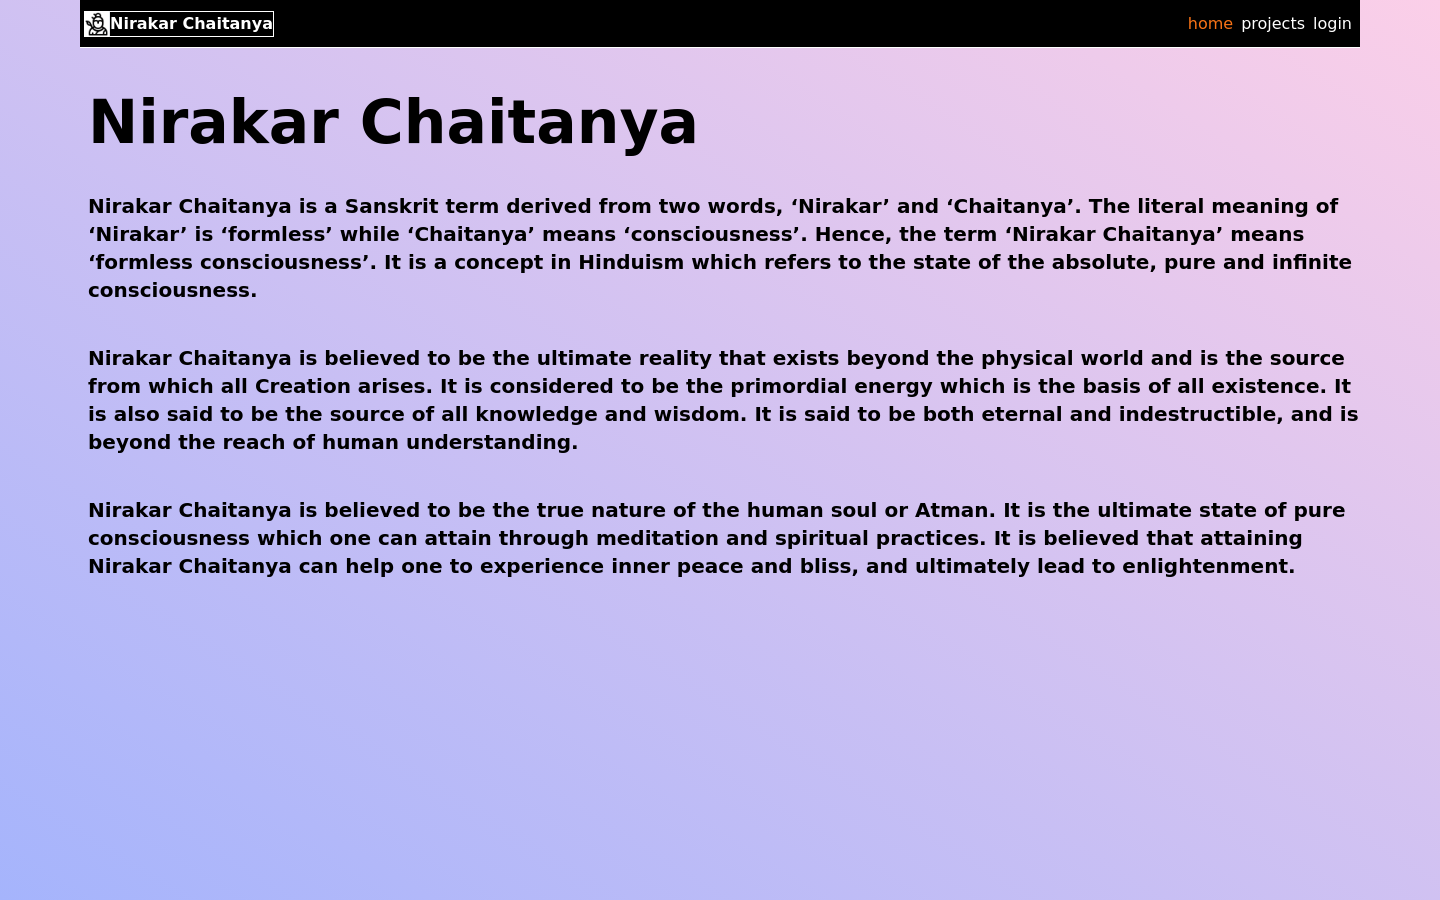 Nirakar Chaitanya
home projects login
Nirakar Chaitanya
Nirakar Chaitanya is a Sanskrit term derived from two words, ‘Nirakar’ and ‘Chaitanya’. The literal meaning of
‘Nirakar’ is ‘formless’ while ‘Chaitanya’ means ‘consciousness’. Hence, the term ‘Nirakar Chaitanya’ means
‘formless consciousness’. It is a concept in Hinduism which refers to the state of the absolute, pure and infinite
consciousness.
Nirakar Chaitanya is believed to be the ultimate reality that exists beyond the physical world and is the source
from which all Creation arises. It is considered to be the primordial energy which is the basis of all existence. It
is also said to be the source of all knowledge and wisdom. It is said to be both eternal and indestructible, and is
beyond the reach of human understanding.
Nirakar Chaitanya is believed to be the true nature of the human soul or Atman. It is the ultimate state of pure
consciousness which one can attain through meditation and spiritual practices. It is believed that attaining
Nirakar Chaitanya can help one to experience inner peace and bliss, and ultimately lead to enlightenment.